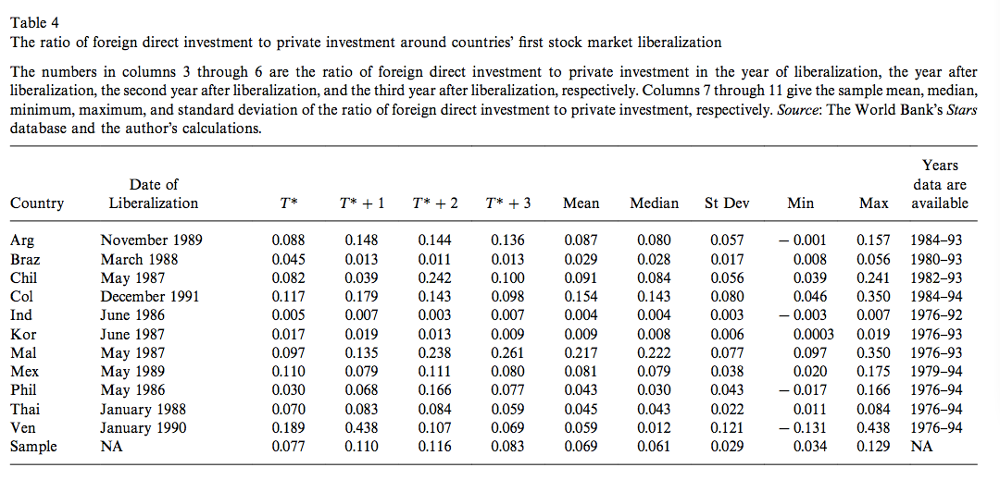 Table 4
The ratio of foreign direct investment to private investment around countries' first stock market liberalization
The numbers in columns 3 through 6 are the ratio of foreign direct investment to private investment in the year of liberalization, the year after
liberalization, the second year after liberalization, and the third year after liberalization, respectively. Columns 7 through 11 give the sample mean, median,
minimum, maximum, and standard deviation of the ratio of foreign direct investment to private investment, respectively. Source: The World Bank's Stars
database and the author's calculations.
Country Date of Liberalization T* T* + 1 T* + 2 T* + 3 Mean Median St Dev Min Max Years data are available
Arg November 1989 0.088 0.148 0.144 0.136 0.087 0.080 0.057 − 0.001 0.157 1984–93
Braz March 1988 0.045 0.013 0.011 0.013 0.029 0.028 0.017 0.008 0.056 1980–93
Chil May 1987 0.082 0.039 0.242 0.100 0.091 0.084 0.056 0.039 0.241 1982–93
Col December 1991 0.117 0.179 0.143 0.098 0.154 0.143 0.080 0.046 0.350 1984–94
Ind June 1986 0.005 0.007 0.003 0.007 0.004 0.004 0.003 − 0.003 0.007 1976–92
Kor June 1987 0.017 0.019 0.013 0.009 0.009 0.008 0.006 0.0003 0.019 1976–93
Mal May 1987 0.097 0.135 0.238 0.261 0.217 0.222 0.077 0.097 0.350 1976–93
Mex May 1989 0.110 0.079 0.111 0.080 0.081 0.079 0.038 0.020 0.175 1979–94
Phil May 1986 0.030 0.068 0.166 0.077 0.043 0.030 0.043 − 0.017 0.166 1976–94
Thai January 1988 0.070 0.083 0.084 0.059 0.045 0.043 0.022 0.011 0.084 1976–94
Ven January 1990 0.189 0.438 0.107 0.069 0.059 0.012 0.121 − 0.131 0.438 1976–94
Sample NA 0.077 0.110 0.116 0.083 0.069 0.061 0.029 0.034 0.129 NA